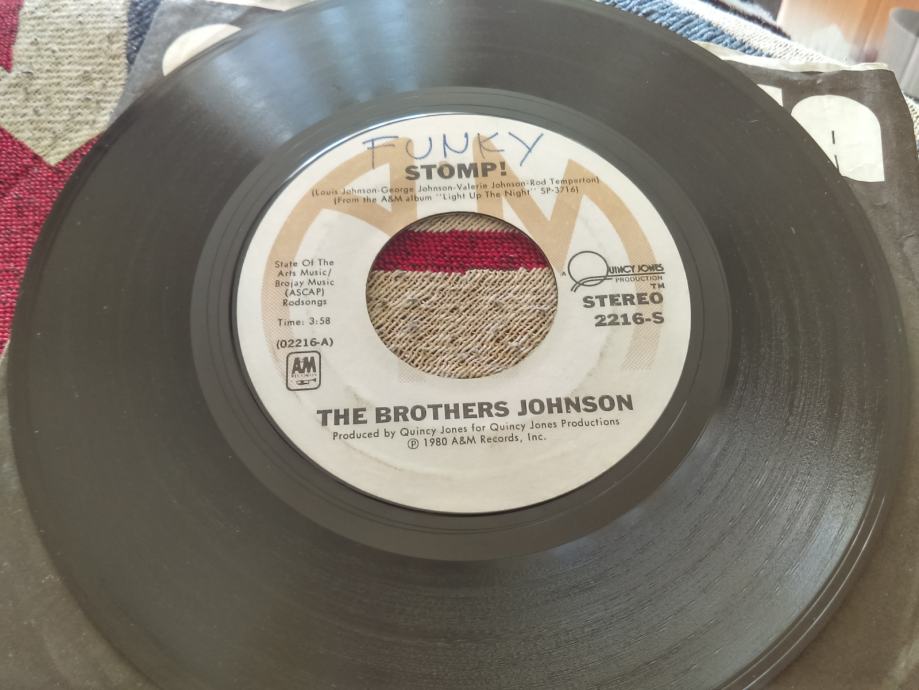 FUNKY
STOMP!
(Louis Johnson-George Johnson-Valerie Johnson-Rod Temperton)
(From the A&M album "Light Up The Night" SP-3716)
State Of The
Arts Music/
Brojay Music
(ASCAP)
Rodsongs
Time: 3:58
(02216-A)
A&M
RECORDS
A
QUINCY JONES
PRODUCTION
TM
STEREO
2216-S
THE BROTHERS JOHNSON
Produced by Quincy Jones for Quincy Jones Productions
℗ 1980 A&M Records, Inc.